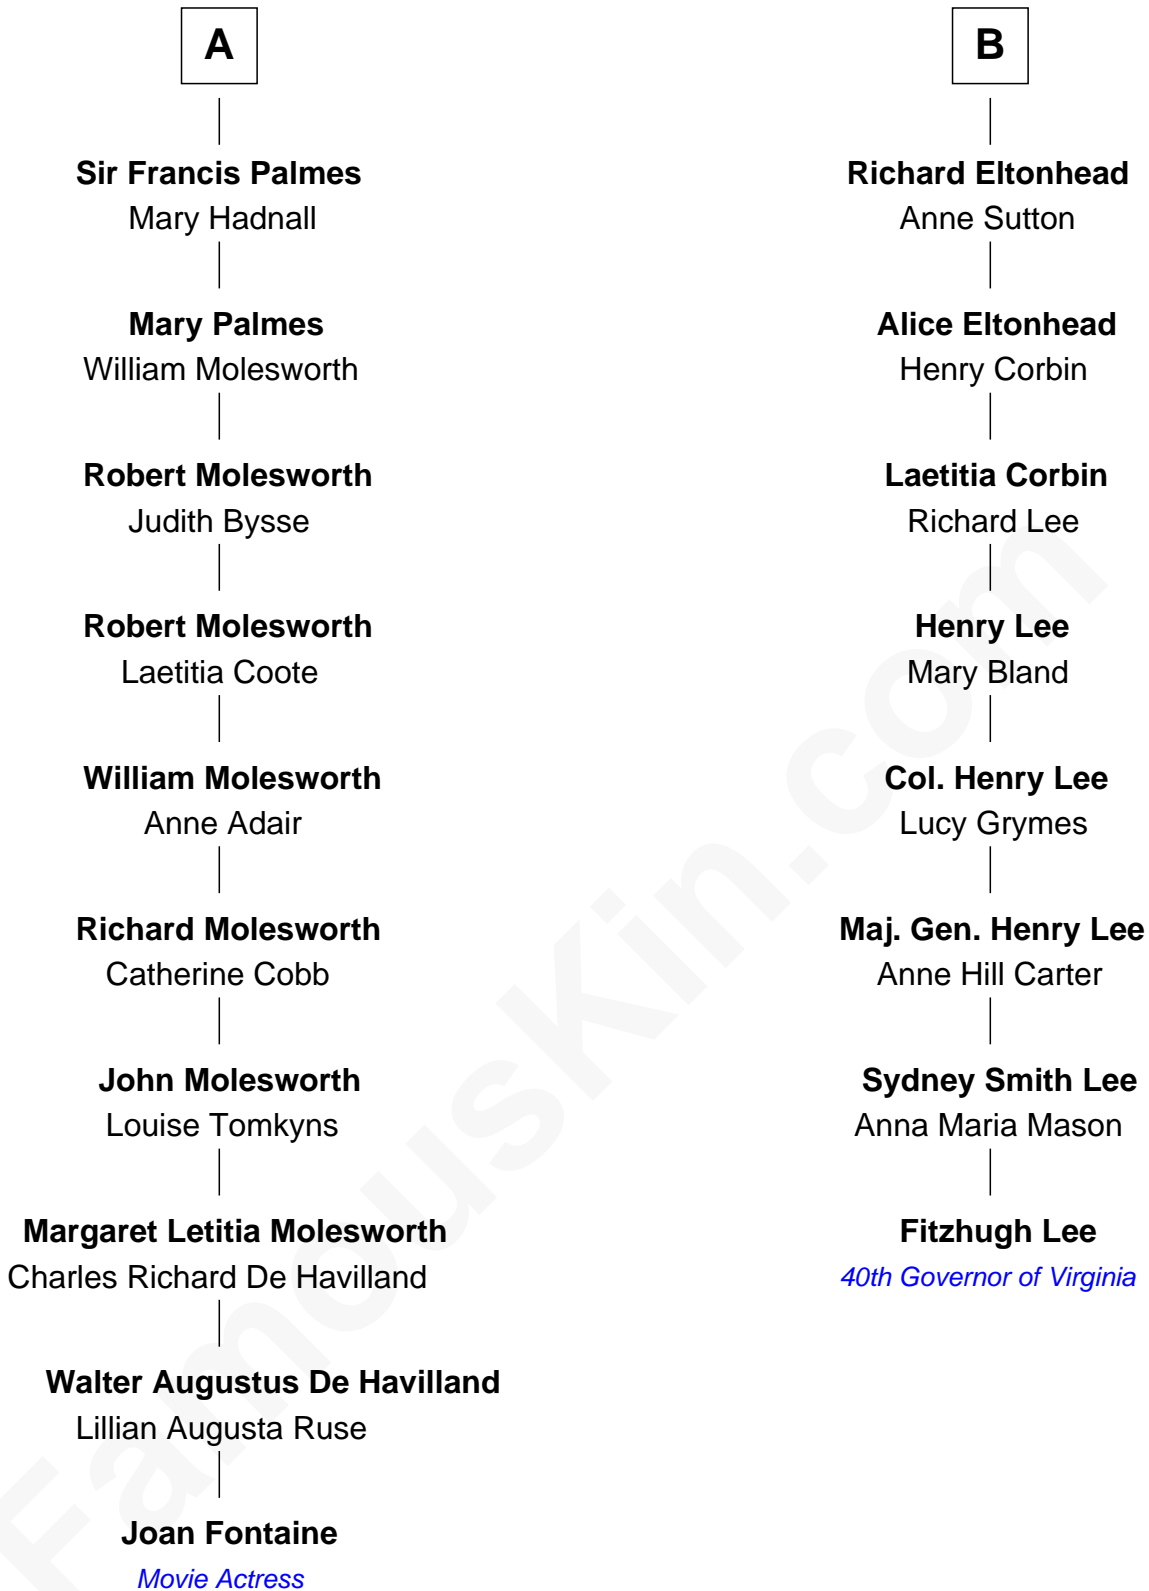 A
Sir Francis Palmes
Mary Hadnall
Mary Palmes
William Molesworth
Robert Molesworth
Judith Bysse
Robert Molesworth
Laetitia Coote
William Molesworth
Anne Adair
Richard Molesworth
Catherine Cobb
John Molesworth
Louise Tomkyns
Margaret Letitia Molesworth
Charles Richard De Havilland
Walter Augustus De Havilland
Lillian Augusta Ruse
Joan Fontaine
Movie Actress
B
Richard Eltonhead
Anne Sutton
Alice Eltonhead
Henry Corbin
Laetitia Corbin
Richard Lee
Henry Lee
Mary Bland
Col. Henry Lee
Lucy Grymes
Maj. Gen. Henry Lee
Anne Hill Carter
Sydney Smith Lee
Anna Maria Mason
Fitzhugh Lee
40th Governor of Virginia
FamousKin.com